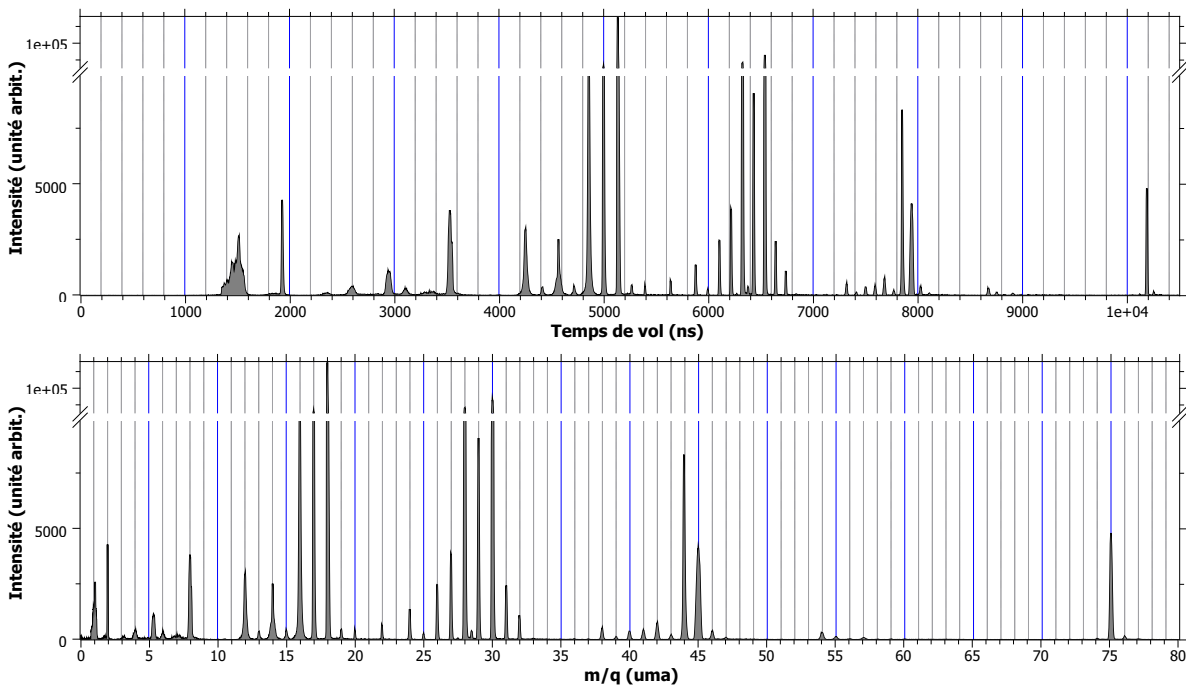 1e+05
5000
0
Intensité (unité arbit.)
0 1000 2000 3000 4000 5000 6000 7000 8000 9000 1e+04
Temps de vol (ns)
1e+05
5000
0
Intensité (unité arbit.)
0 5 10 15 20 25 30 35 40 45 50 55 60 65 70 75 80
m/q (uma)